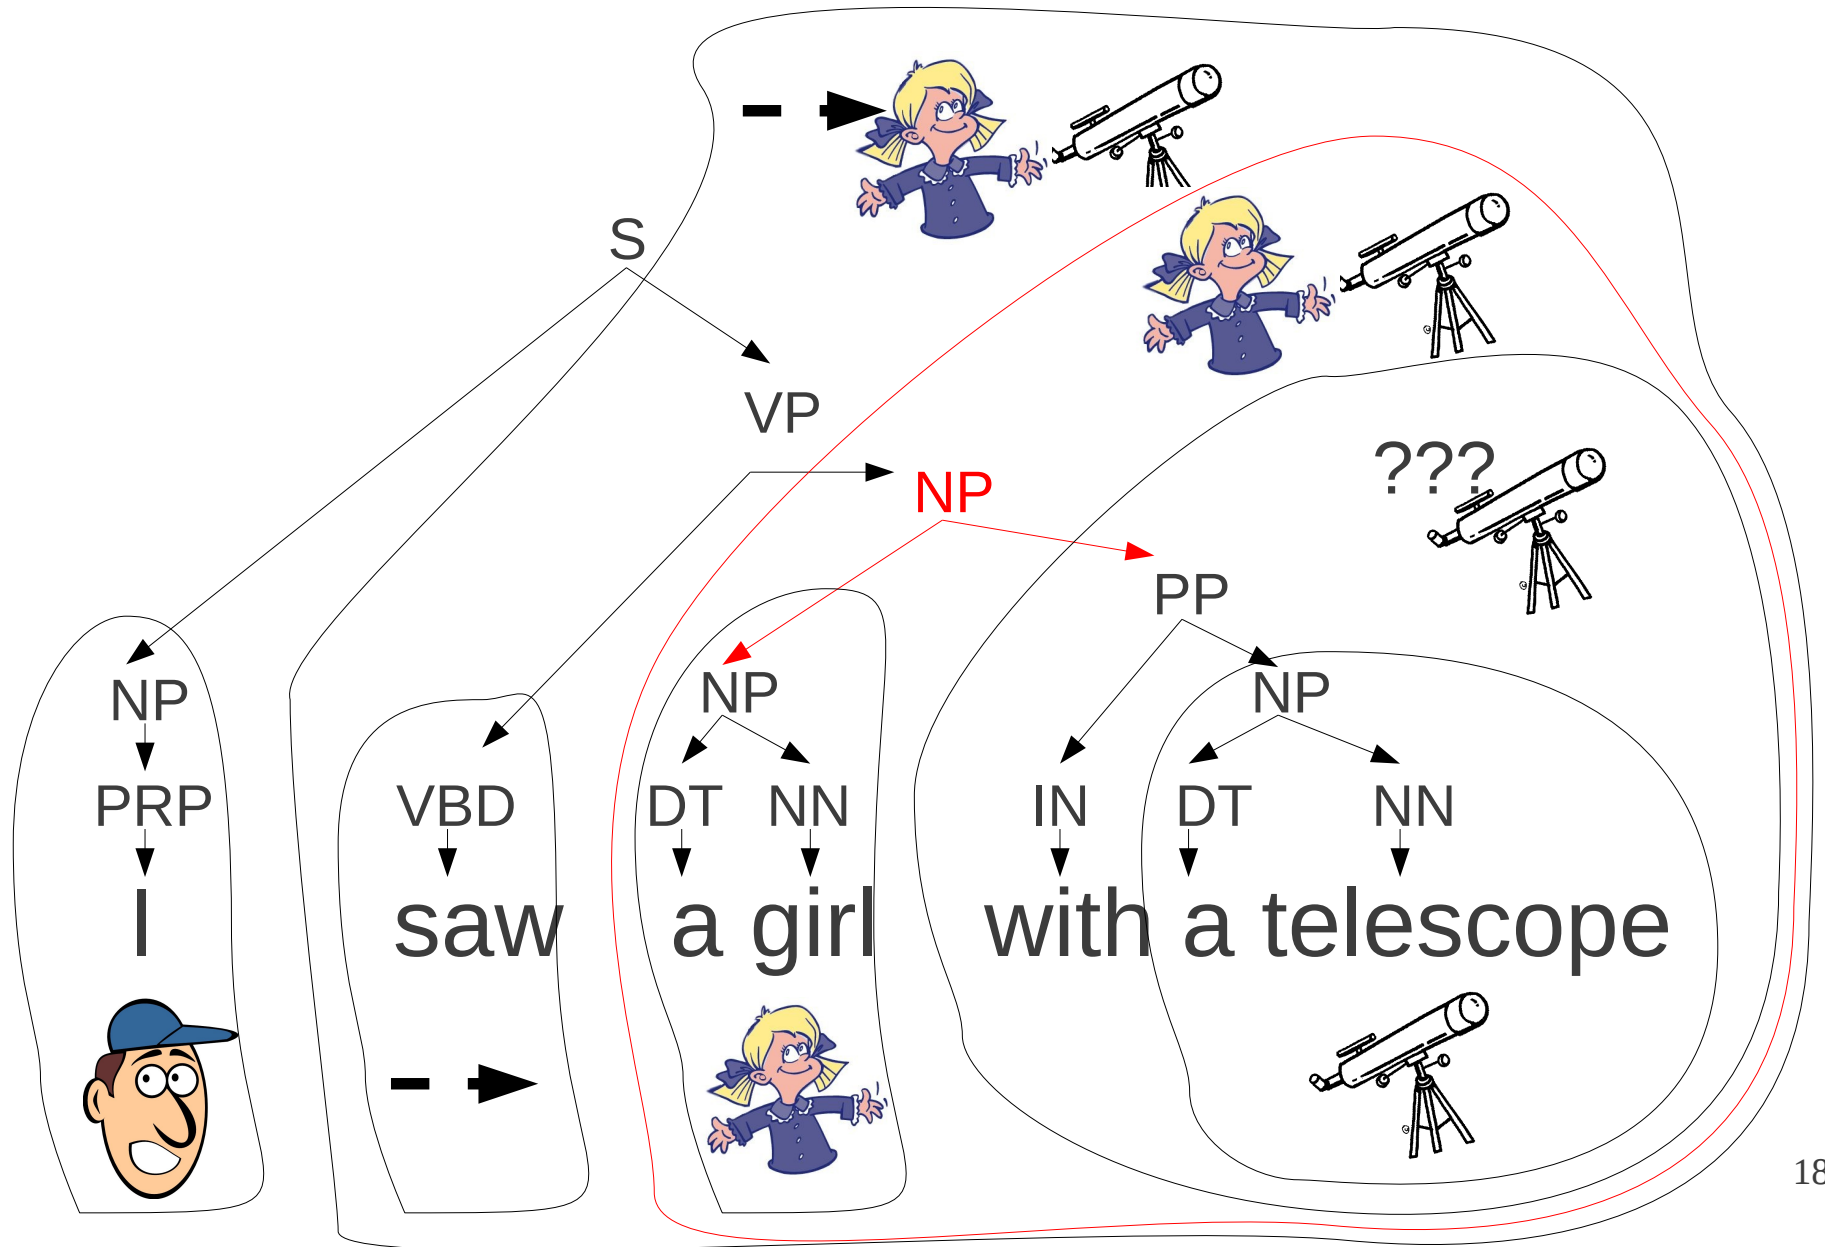 S
VP
???
NP
PP
NP NP NP
PRP VBD DT NN IN DT NN
I saw a girl with a telescope
18